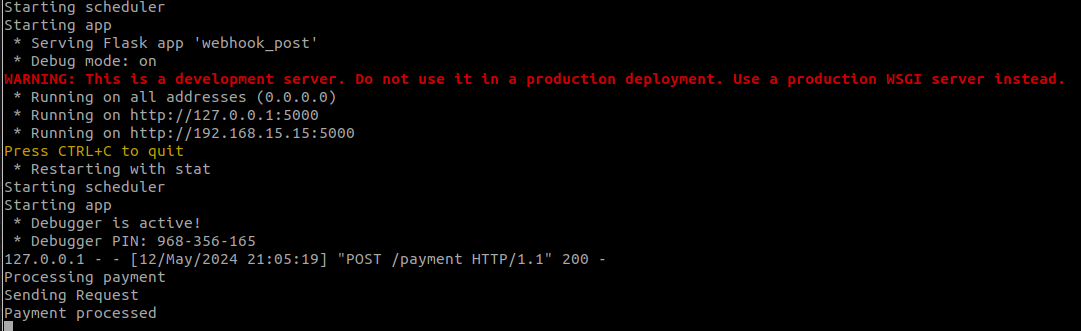 Starting scheduler
Starting app
 * Serving Flask app 'webhook_post'
 * Debug mode: on
WARNING: This is a development server. Do not use it in a production deployment. Use a production WSGI server instead.
 * Running on all addresses (0.0.0.0)
 * Running on http://127.0.0.1:5000
 * Running on http://192.168.15.15:5000
Press CTRL+C to quit
 * Restarting with stat
Starting scheduler
Starting app
 * Debugger is active!
 * Debugger PIN: 968-356-165
127.0.0.1 - - [12/May/2024 21:05:19] "POST /payment HTTP/1.1" 200 -
Processing payment
Sending Request
Payment processed